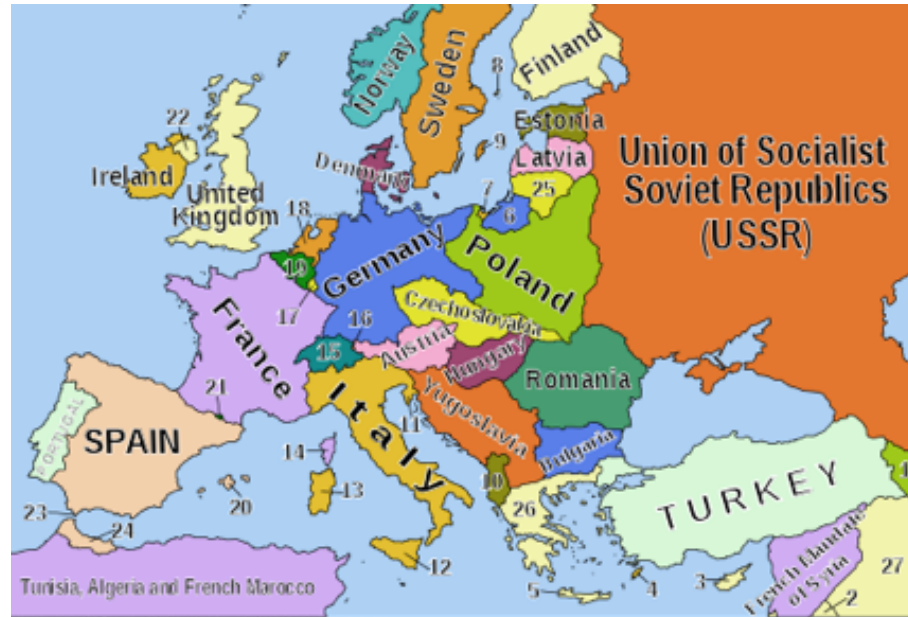 8
Norway
Sweden
Finland
22
9
Estonia
Ireland
Denmark
Latvia
Union of Socialist
Soviet Republics
(USSR)
United
Kingdom
18
7
25
6
19
Germany
Poland
17
16
Czechoslovakia
France
15
Austria
Hungary
Romania
21
Italy
11
Yugoslavia
PORTUGAL
SPAIN
14
Bulgaria
10
13
TURKEY
1
23
24
20
26
12
5
4
3
French Mandate
of Syria
27
2
Tunisia, Algeria and French Marocco